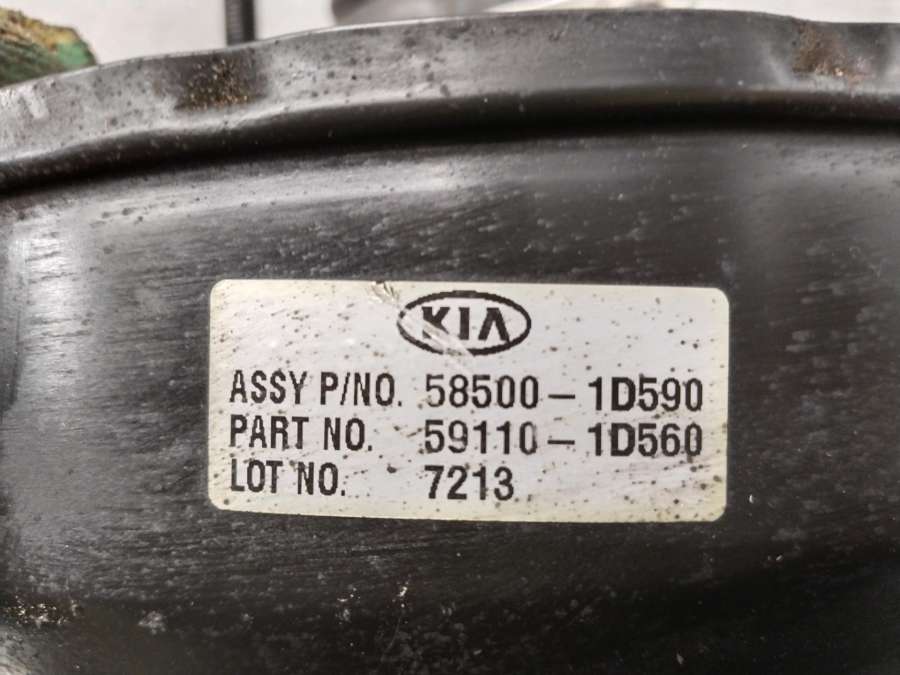 KIA
ASSY P/NO. 58500-1D590
PART NO. 59110-1D560
LOT NO. 7213